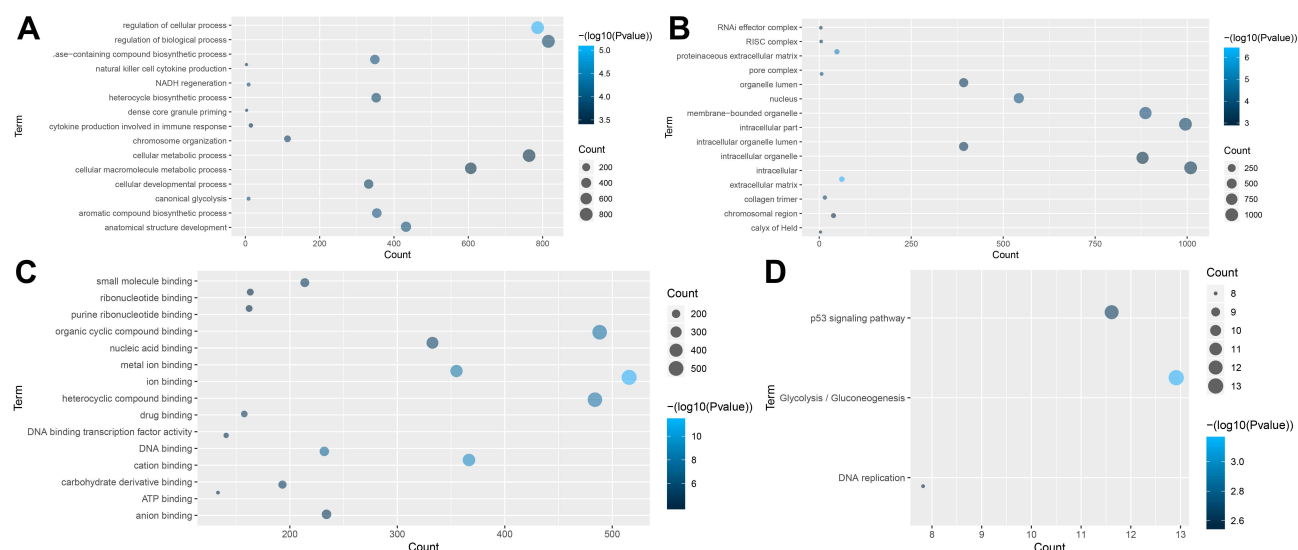 A
regulation of cellular process
regulation of biological process
.ase−containing compound biosynthetic process
natural killer cell cytokine production
NADH regeneration
heterocycle biosynthetic process
dense core granule priming
cytokine production involved in immune response
chromosome organization
cellular metabolic process
cellular macromolecule metabolic process
cellular developmental process
canonical glycolysis
aromatic compound biosynthetic process
anatomical structure development
Term
0 200 400 600 800
Count
−(log10(Pvalue))
5.0
4.5
4.0
3.5
Count
200
400
600
800
B
RNAi effector complex
RISC complex
proteinaceous extracellular matrix
pore complex
organelle lumen
nucleus
membrane−bounded organelle
intracellular part
intracellular organelle lumen
intracellular organelle
intracellular
extracellular matrix
collagen trimer
chromosomal region
calyx of Held
Term
0 250 500 750 1000
Count
−(log10(Pvalue))
6
5
4
3
Count
250
500
750
1000
C
small molecule binding
ribonucleotide binding
purine ribonucleotide binding
organic cyclic compound binding
nucleic acid binding
metal ion binding
ion binding
heterocyclic compound binding
drug binding
DNA binding transcription factor activity
DNA binding
cation binding
carbohydrate derivative binding
ATP binding
anion binding
Term
200 300 400 500
Count
Count
200
300
400
500
−(log10(Pvalue))
10
8
6
D
p53 signaling pathway
Glycolysis / Gluconeogenesis
DNA replication
Term
8 9 10 11 12 13
Count
Count
8
9
10
11
12
13
−(log10(Pvalue))
3.0
2.8
2.6